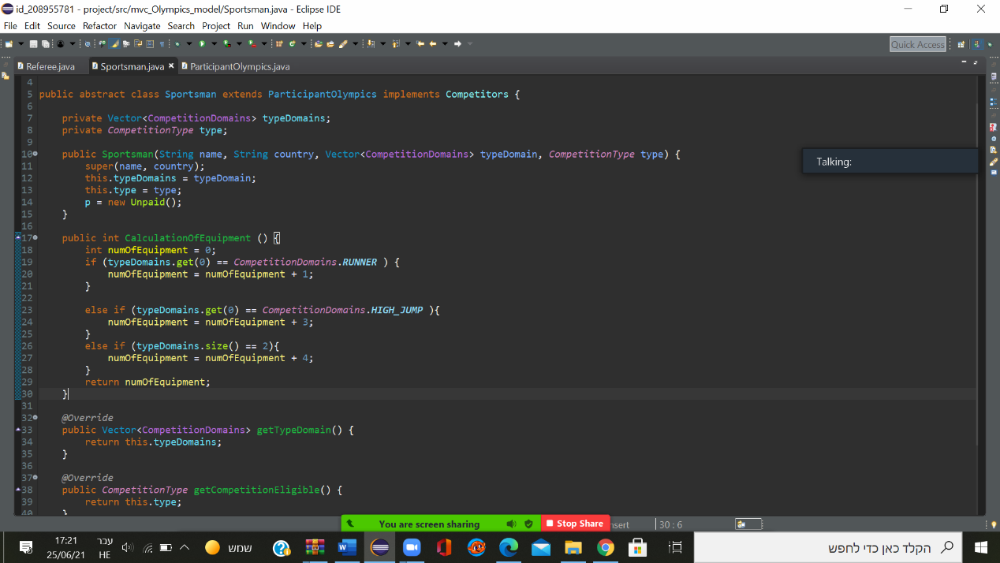 id_208955781 - project/src/mvc_Olympics_model/Sportsman.java - Eclipse IDE
File Edit Source Refactor Navigate Search Project Run Window Help
Quick Access
Referee.java Sportsman.java ParticipantOlympics.java
4
5 public abstract class Sportsman extends ParticipantOlympics implements Competitors {
6
7 private Vector<CompetitionDomains> typeDomains;
8 private CompetitionType type;
9
10 public Sportsman(String name, String country, Vector<CompetitionDomains> typeDomain, CompetitionType type) {
11 super(name, country);
12 this.typeDomains = typeDomain;
13 this.type = type;
14 p = new Unpaid();
15 }
16
17 public int CalculationOfEquipment () {
18 int numOfEquipment = 0;
19 if (typeDomains.get(0) == CompetitionDomains.RUNNER ) {
20 numOfEquipment = numOfEquipment + 1;
21 }
22
23 else if (typeDomains.get(0) == CompetitionDomains.HIGH_JUMP ){
24 numOfEquipment = numOfEquipment + 3;
25 }
26 else if (typeDomains.size() == 2){
27 numOfEquipment = numOfEquipment + 4;
28 }
29 return numOfEquipment;
30 }
31
32 @Override
33 public Vector<CompetitionDomains> getTypeDomain() {
34 return this.typeDomains;
35 }
36
37 @Override
38 public CompetitionType getCompetitionEligible() {
39 return this.type;
40 }
Talking:
You are screen sharing Stop Share nsert 30 : 6
17:21
25/06/21
עבר
HE
שמש
הקלד כאן כדי לחפש